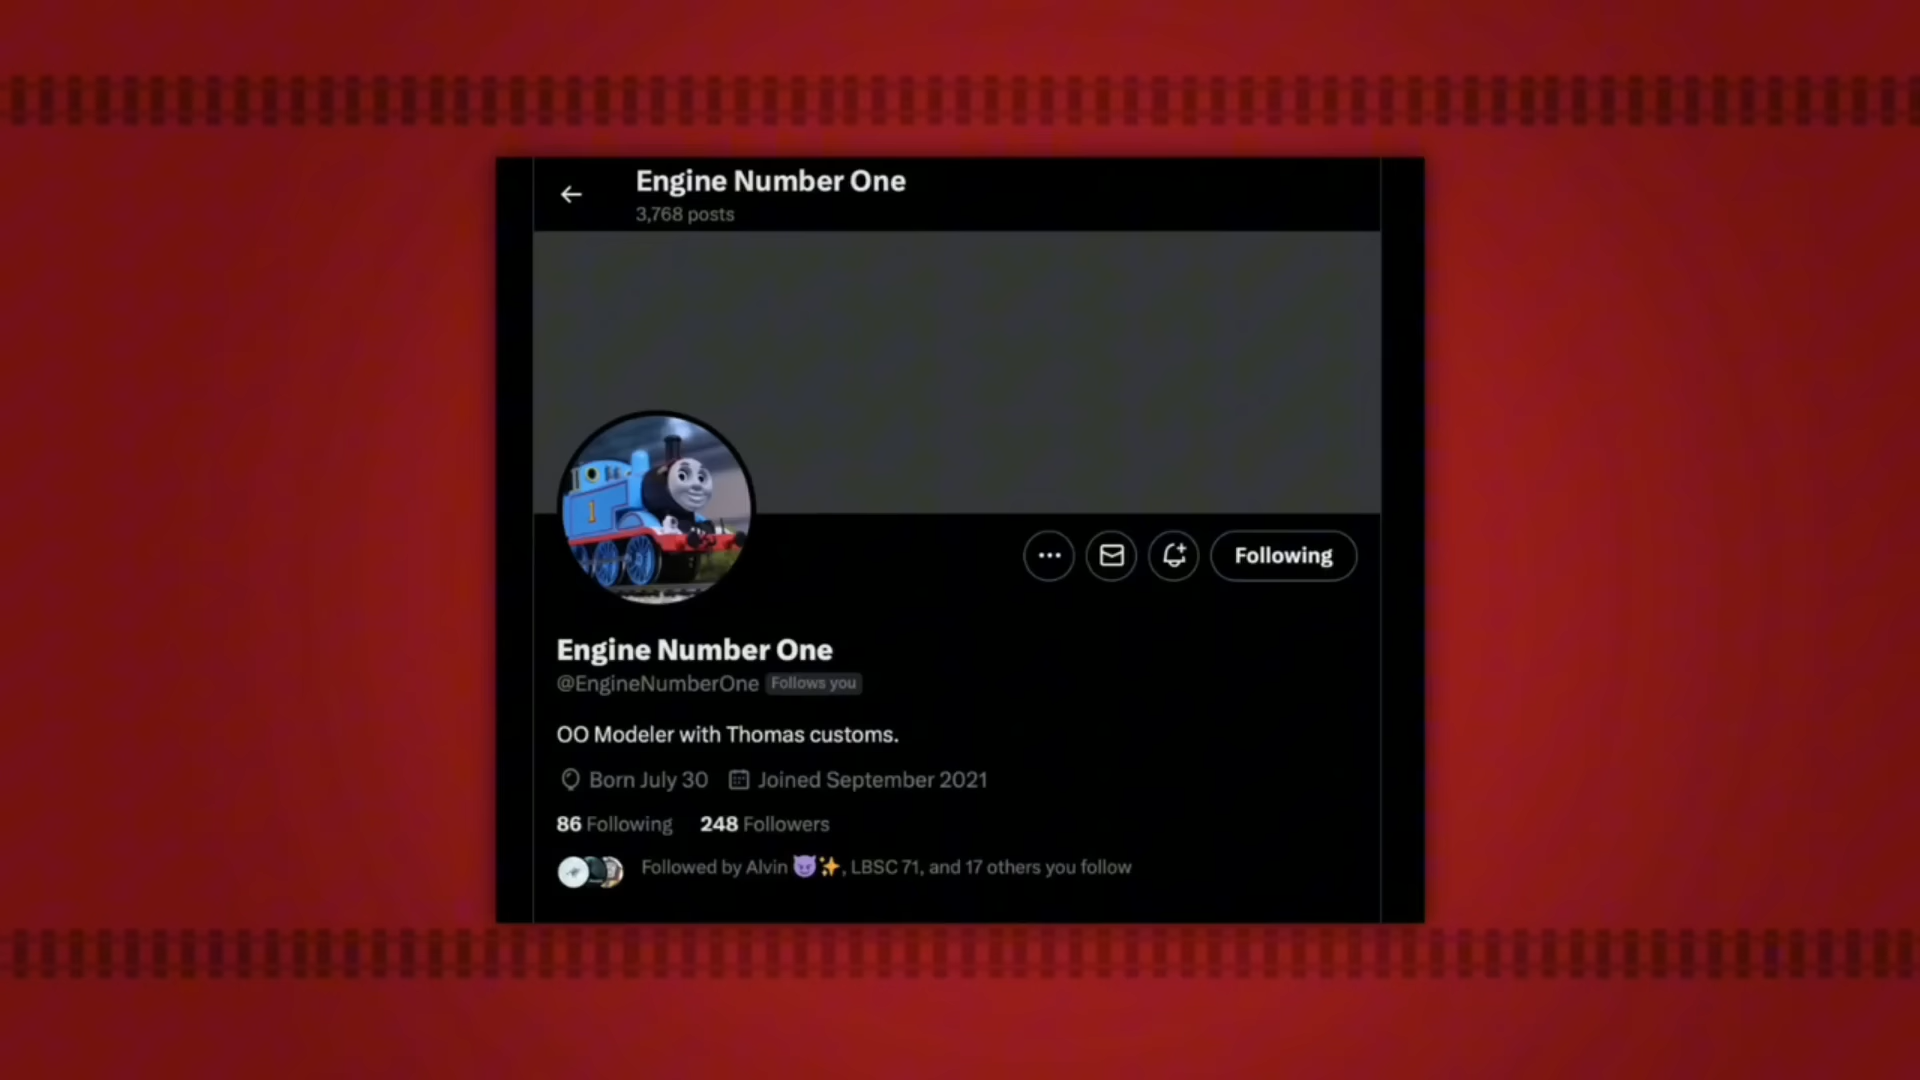 Engine Number One
3,768 posts
1
Following
Engine Number One
@EngineNumberOne Follows you
OO Modeler with Thomas customs.
Born July 30 Joined September 2021
86 Following 248 Followers
Followed by Alvin 😈✨, LBSC 71, and 17 others you follow